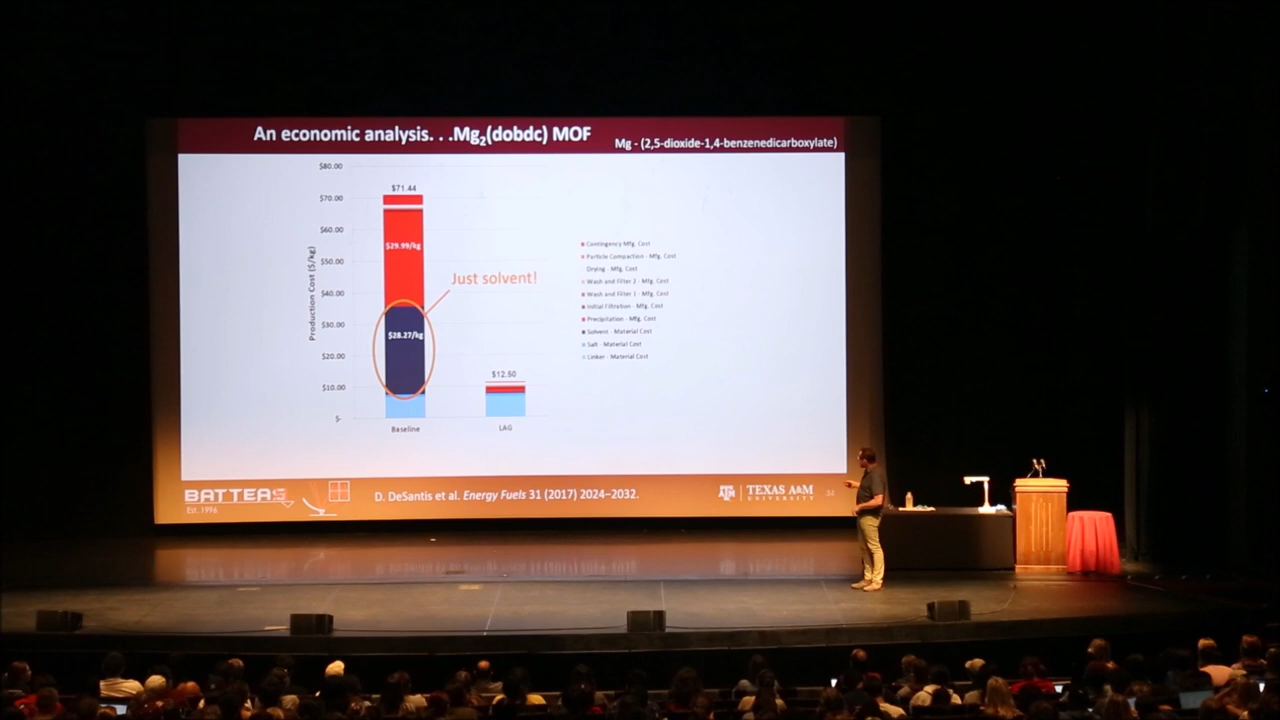 An economic analysis. . .Mg2(dobdc) MOF
Mg - (2,5-dioxide-1,4-benzenedicarboxylate)
$80.00
$70.00
$60.00
$50.00
$40.00
$30.00
$20.00
$10.00
$-
Production Cost ($/kg)
$71.44
$29.99/kg
Just solvent!
$28.27/kg
$12.50
Baseline
LAG
Contingency Mfg. Cost
Particle Compaction - Mfg. Cost
Drying - Mfg. Cost
Wash and Filter 2 - Mfg. Cost
Wash and Filter 1 - Mfg. Cost
Initial Filtration - Mfg. Cost
Precipitation - Mfg. Cost
Solvent - Material Cost
Salt - Material Cost
Linker - Material Cost
BATTEAS
Est. 1996
D. DeSantis et al. Energy Fuels 31 (2017) 2024–2032.
ATM
TEXAS A&M
UNIVERSITY
52